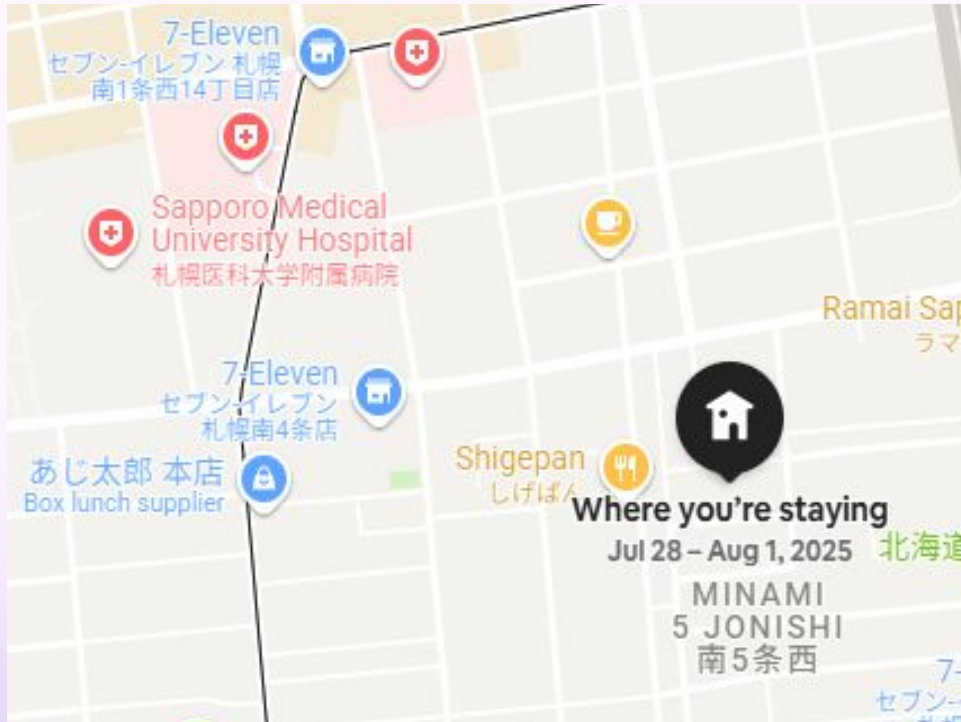 7-Eleven
セブン-イレブン 札幌
南1条西14丁目店
Sapporo Medical
University Hospital
札幌医科大学附属病院
Ramai Sap
ラマ
7-Eleven
セブン-イレブン
札幌南4条店
あじ太郎 本店
Box lunch supplier
Shigepan
しげぱん
Where you're staying
Jul 28 – Aug 1, 2025
北海道
MINAMI
5 JONISHI
南5条西
7-
セブン-